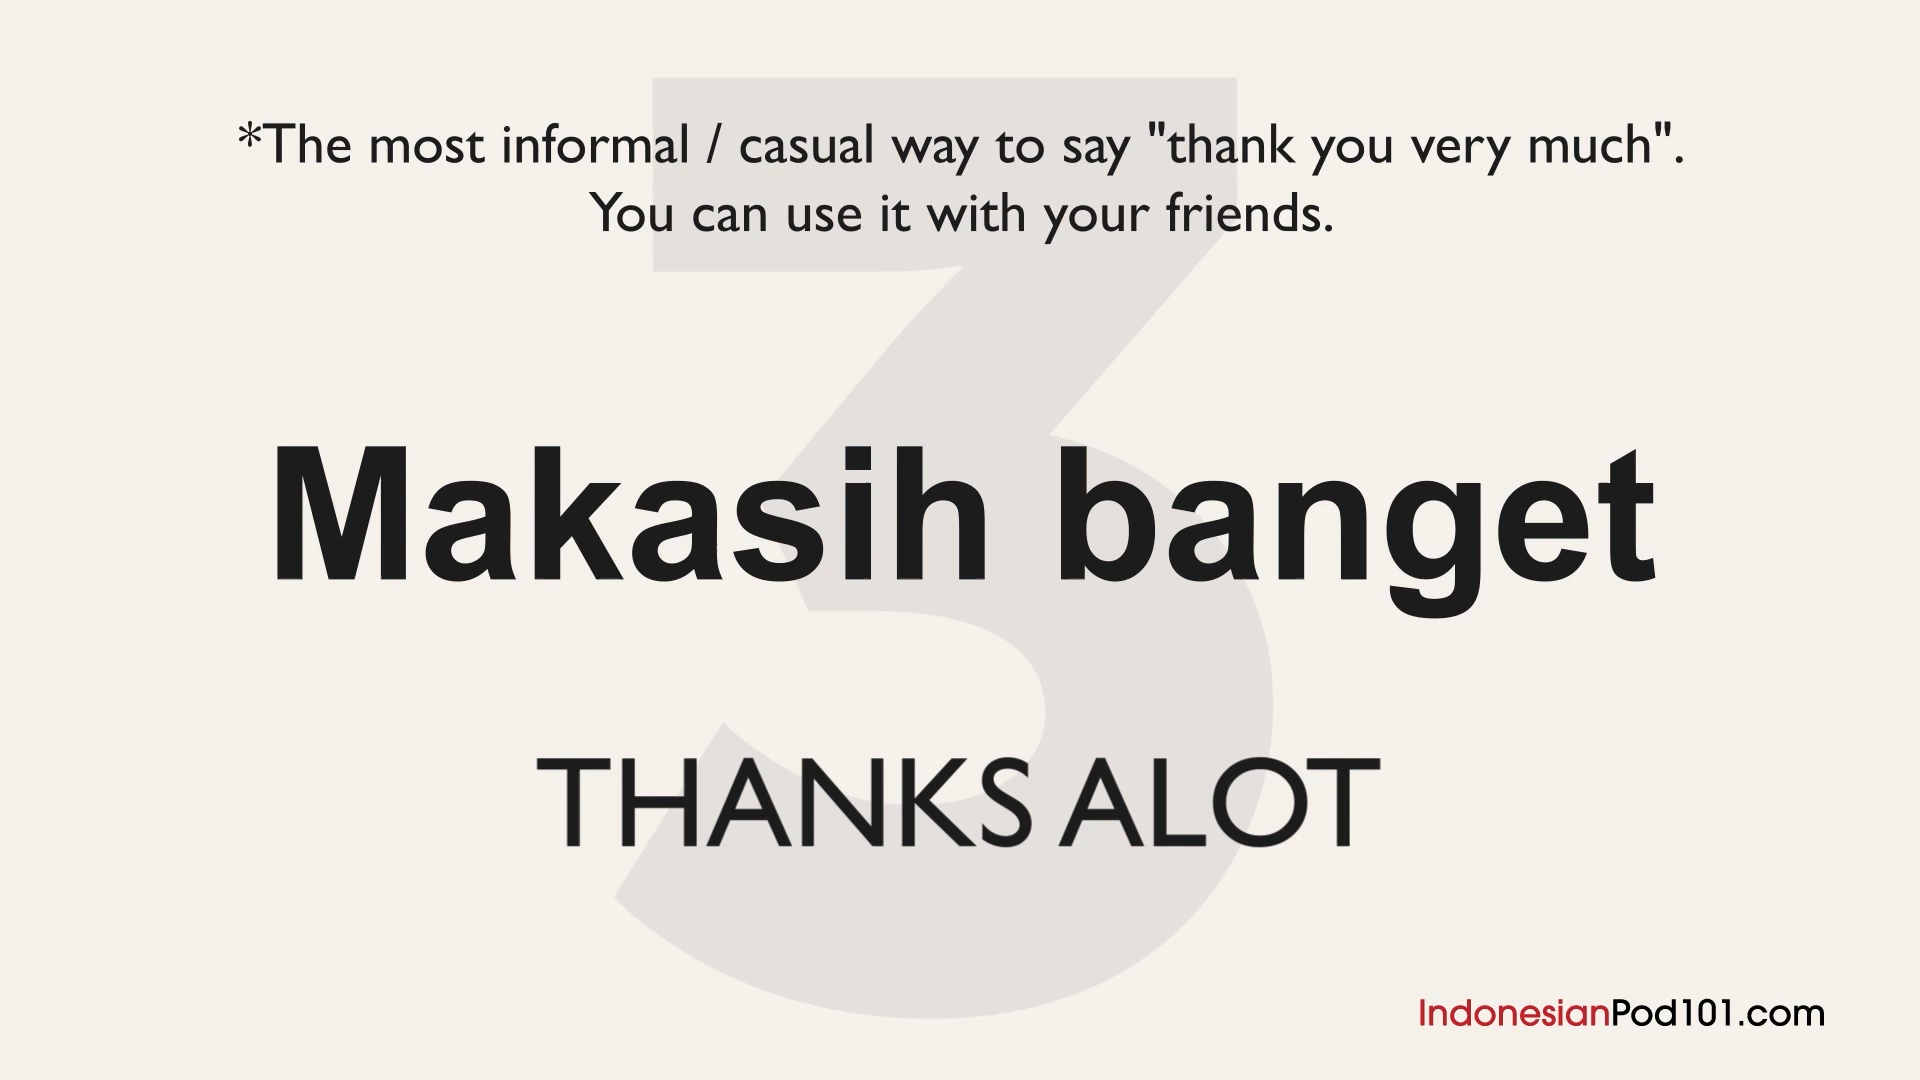 *The most informal / casual way to say "thank you very much".
You can use it with your friends.
3
Makasih banget
THANKS ALOT
IndonesianPod101.com